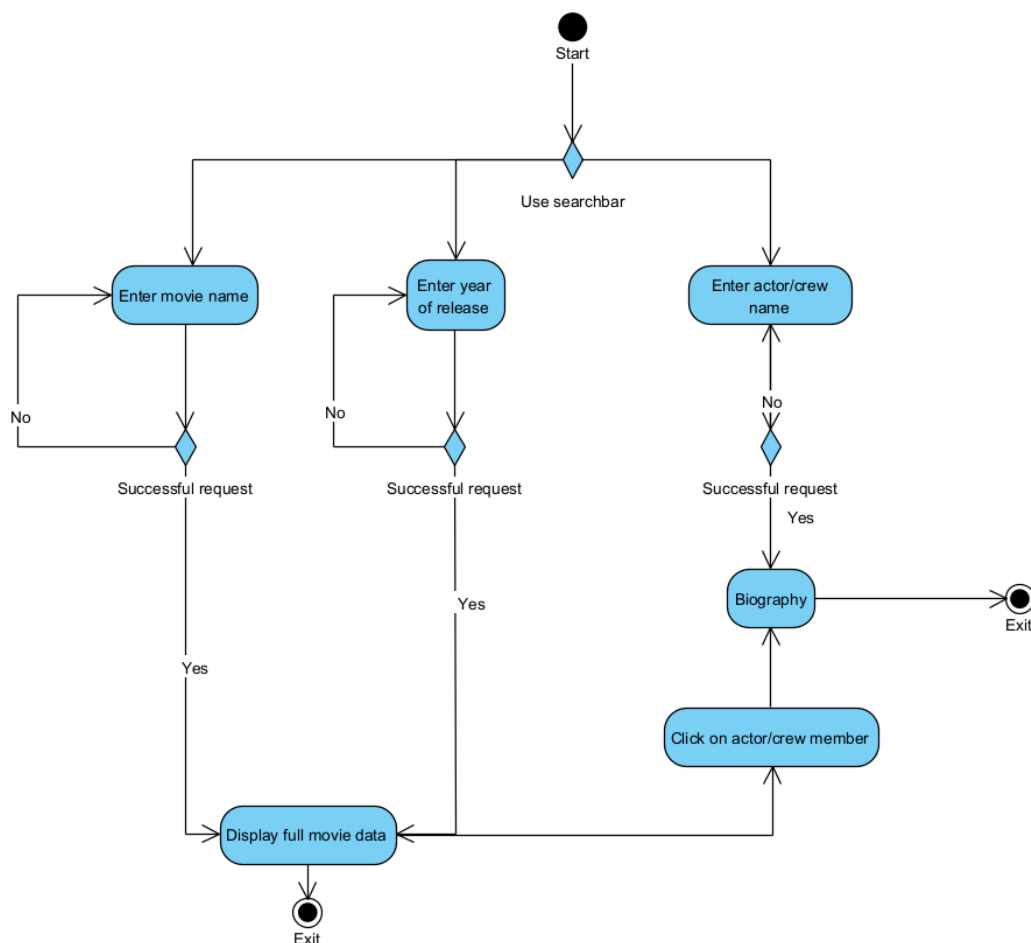 Start
Use searchbar
Enter movie name
Enter year
of release
Enter actor/crew
name
No
No
No
Successful request
Successful request
Successful request
Yes
Biography
Yes
Exit
Yes
Click on actor/crew member
Display full movie data
Exit